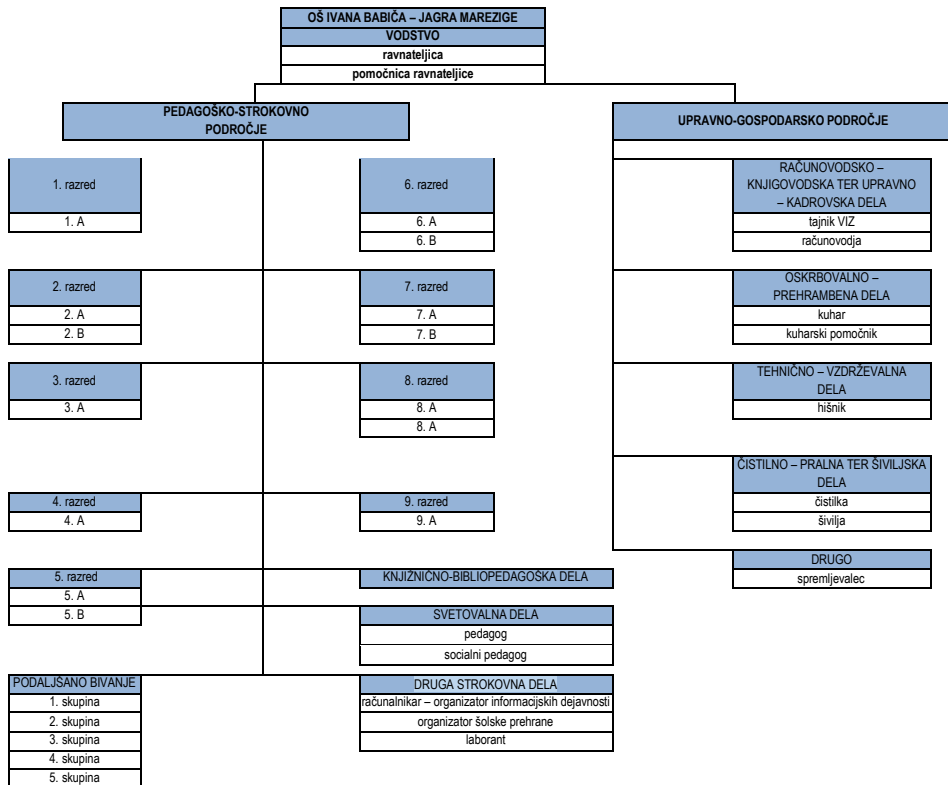 OŠ IVANA BABIČA – JAGRA MAREZIGE
VODSTVO
ravnateljica
pomočnica ravnateljice
PEDAGOŠKO-STROKOVNO
PODROČJE
UPRAVNO-GOSPODARSKO PODROČJE
1. razred
1. A
6. razred
6. A
6. B
RAČUNOVODSKO –
KNJIGOVODSKA TER UPRAVNO
– KADROVSKA DELA
tajnik VIZ
računovodja
2. razred
2. A
2. B
7. razred
7. A
7. B
OSKRBOVALNO –
PREHRAMBENA DELA
kuhar
kuharski pomočnik
3. razred
3. A
8. razred
8. A
8. A
TEHNIČNO – VZDRŽEVALNA
DELA
hišnik
4. razred
4. A
9. razred
9. A
ČISTILNO – PRALNA TER ŠIVILJSKA
DELA
čistilka
šivilja
DRUGO
spremljevalec
5. razred
5. A
5. B
KNJIŽNIČNO-BIBLIOPEDAGOŠKA DELA
SVETOVALNA DELA
pedagog
socialni pedagog
PODALJŠANO BIVANJE
1. skupina
2. skupina
3. skupina
4. skupina
5. skupina
DRUGA STROKOVNA DELA
računalnikar – organizator informacijskih dejavnosti
organizator šolske prehrane
laborant